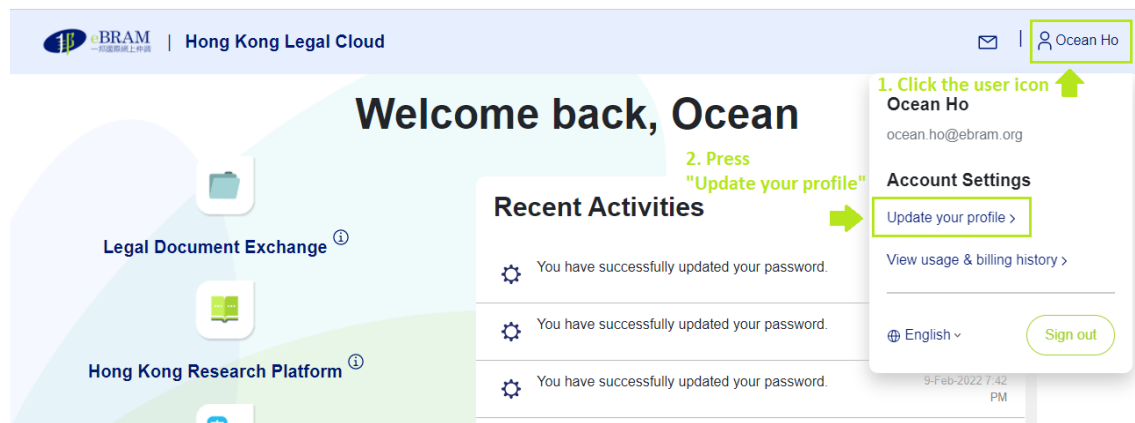 eBRAM
一邦國際網上仲調
| Hong Kong Legal Cloud
| Ocean Ho
1. Click the user icon
Welcome back, Ocean
Ocean Ho
ocean.ho@ebram.org
2. Press
"Update your profile"
Account Settings
Recent Activities
Update your profile >
Legal Document Exchange
You have successfully updated your password.
View usage & billing history >
You have successfully updated your password.
English
Sign out
Hong Kong Research Platform
You have successfully updated your password.
9-Feb-2022 7:42
PM